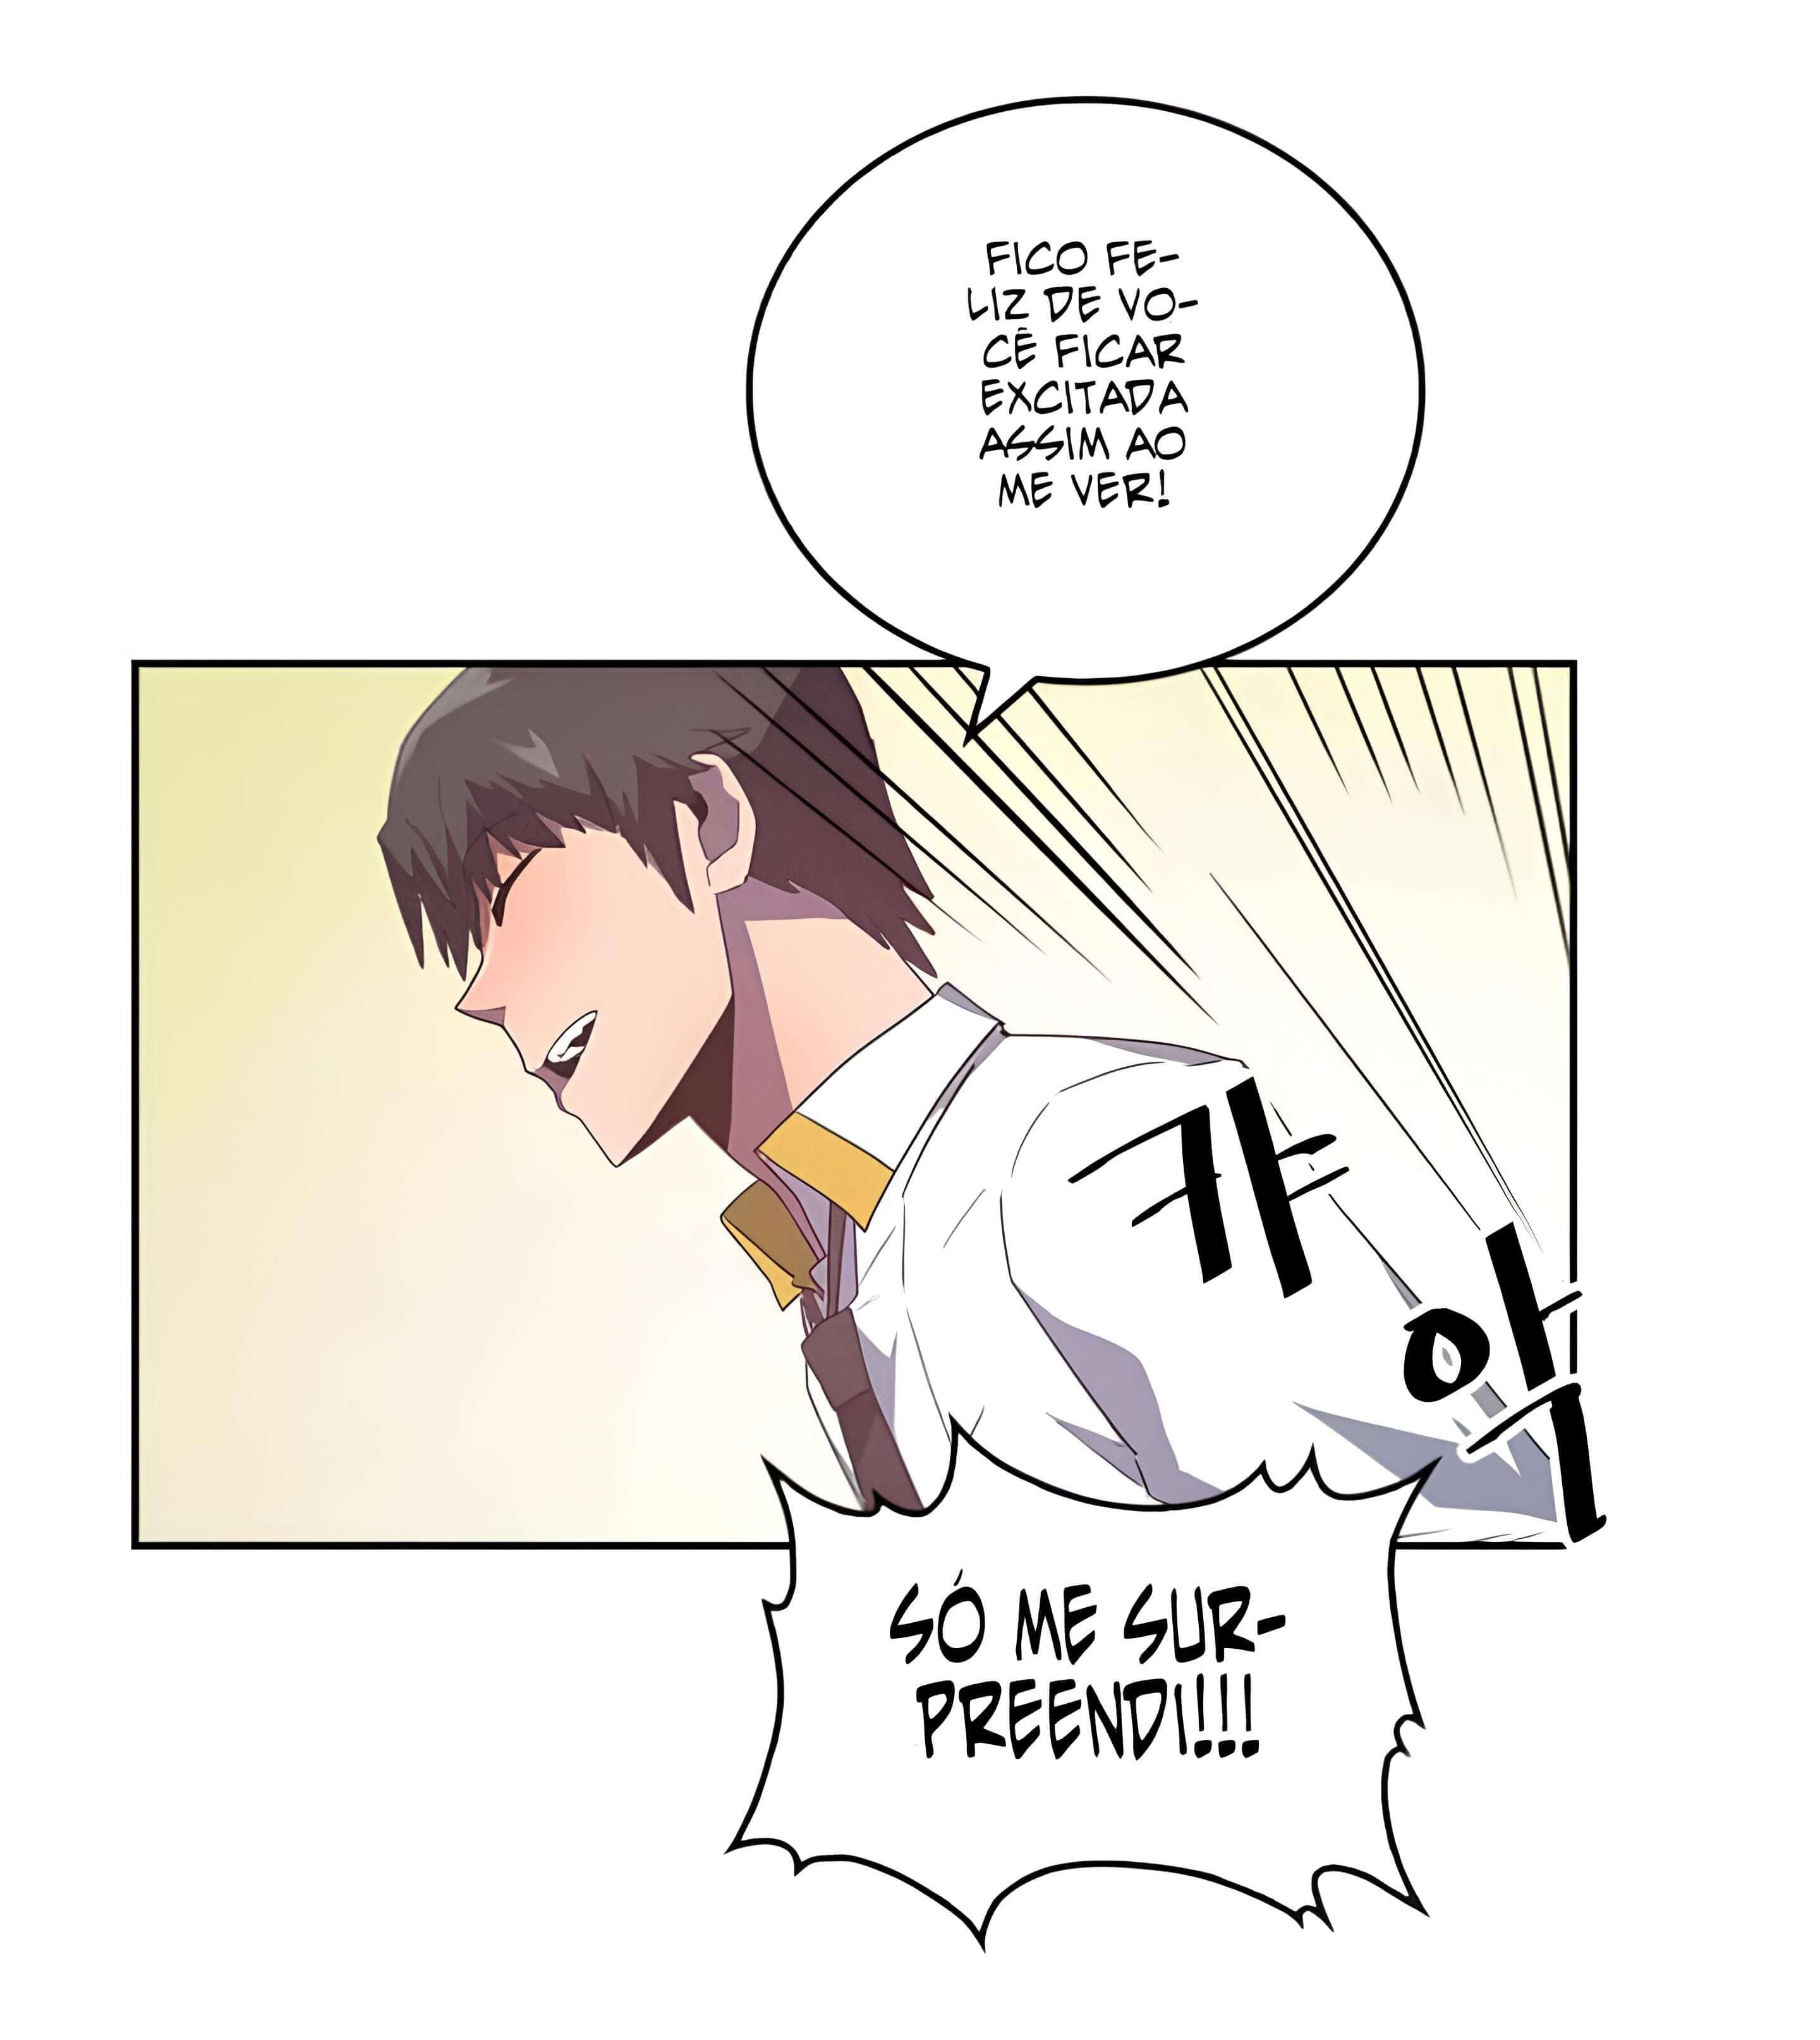 FICO FE-
LIZ DE VO-
CÊ FICAR
EXCITADA
ASSIM AO
ME VER!
캬
악
SÓ ME SUR-
PREENDI!!!